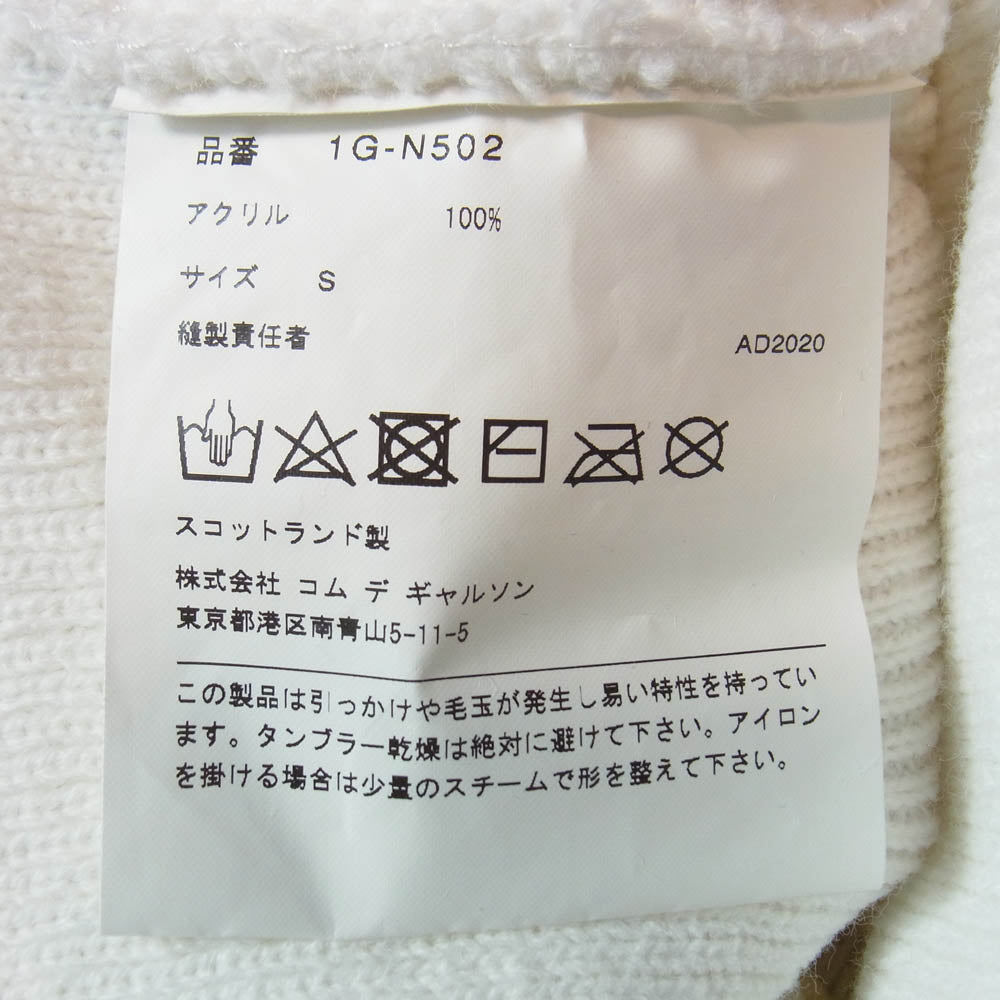 品番 1G-N502
アクリル 100%
サイズ S
縫製責任者 AD2020
スコットランド製
株式会社 コム デ ギャルソン
東京都港区南青山5-11-5
この製品は引っかけや毛玉が発生し易い特性を持ってい
ます。タンブラー乾燥は絶対に避けて下さい。アイロン
を掛ける場合は少量のスチームで形を整えて下さい。